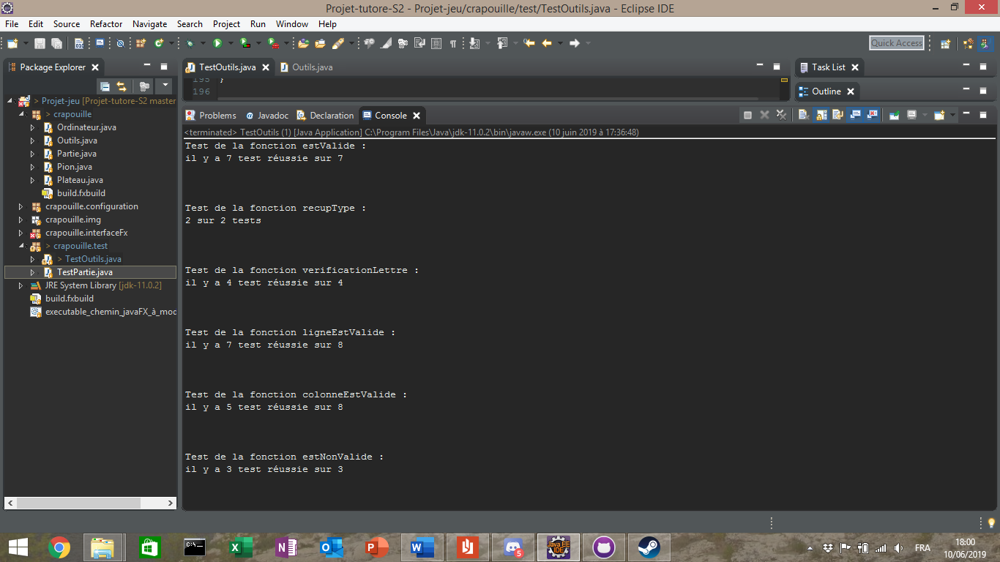 Projet-tutore-S2 - Projet-jeu/crapouille/test/TestOutils.java - Eclipse IDE
File Edit Source Refactor Navigate Search Project Run Window Help
Quick Access
Package Explorer
> Projet-jeu [Projet-tutore-S2 master
> crapouille
Ordinateur.java
Outils.java
Partie.java
Pion.java
Plateau.java
build.fxbuild
crapouille.configuration
crapouille.img
crapouille.interfaceFx
> crapouille.test
> TestOutils.java
TestPartie.java
JRE System Library [jdk-11.0.2]
build.fxbuild
executable_chemin_javaFX_à_moc
TestOutils.java Outils.java
195 }
196
Task List
Outline
Problems Javadoc Declaration Console
<terminated> TestOutils (1) [Java Application] C:\Program Files\Java\jdk-11.0.2\bin\javaw.exe (10 juin 2019 à 17:36:48)
Test de la fonction estValide :
il y a 7 test réussie sur 7
Test de la fonction recupType :
2 sur 2 tests
Test de la fonction verificationLettre :
il y a 4 test réussie sur 4
Test de la fonction ligneEstValide :
il y a 7 test réussie sur 8
Test de la fonction colonneEstValide :
il y a 5 test réussie sur 8
Test de la fonction estNonValide :
il y a 3 test réussie sur 3
5
Java EE
IDE
FRA
18:00
10/06/2019